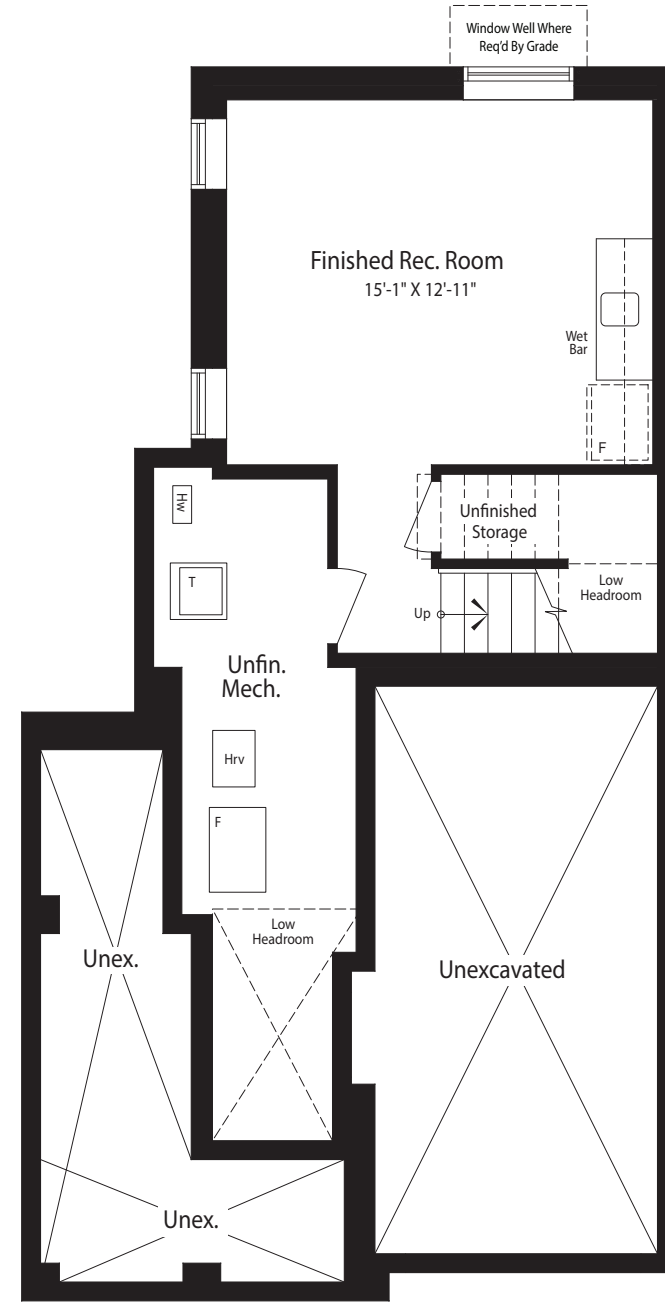 Window Well Where
Req'd By Grade
Finished Rec. Room
15'-1" X 12'-11"
Wet
Bar
F
Hw
Unfinished
Storage
T
Low
Headroom
Up
Unfin.
Mech.
Hrv
F
Low
Headroom
Unex.
Unexcavated
Unex.